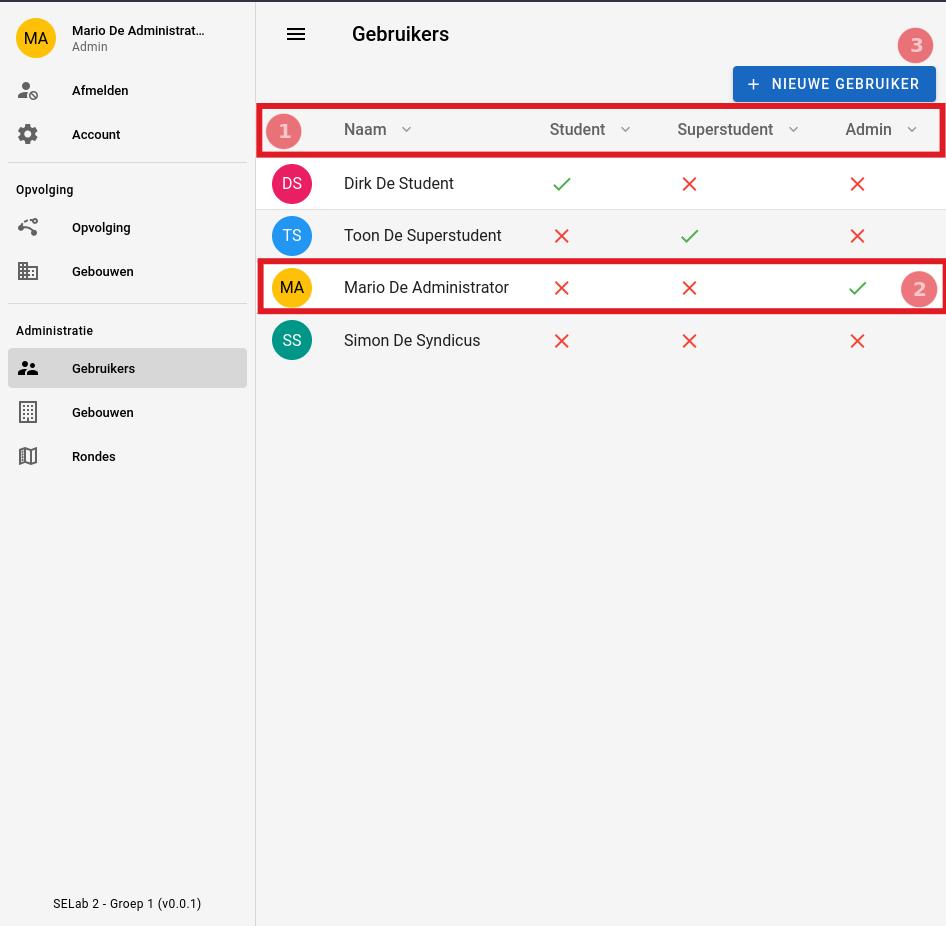 MA
Mario De Administrat...
Admin
Afmelden
Account
Opvolging
Opvolging
Gebouwen
Administratie
Gebruikers
Gebouwen
Rondes
SELab 2 - Groep 1 (v0.0.1)
Gebruikers
3
+ NIEUWE GEBRUIKER
1 Naam Student Superstudent Admin
DS Dirk De Student
TS Toon De Superstudent
MA Mario De Administrator 2
SS Simon De Syndicus